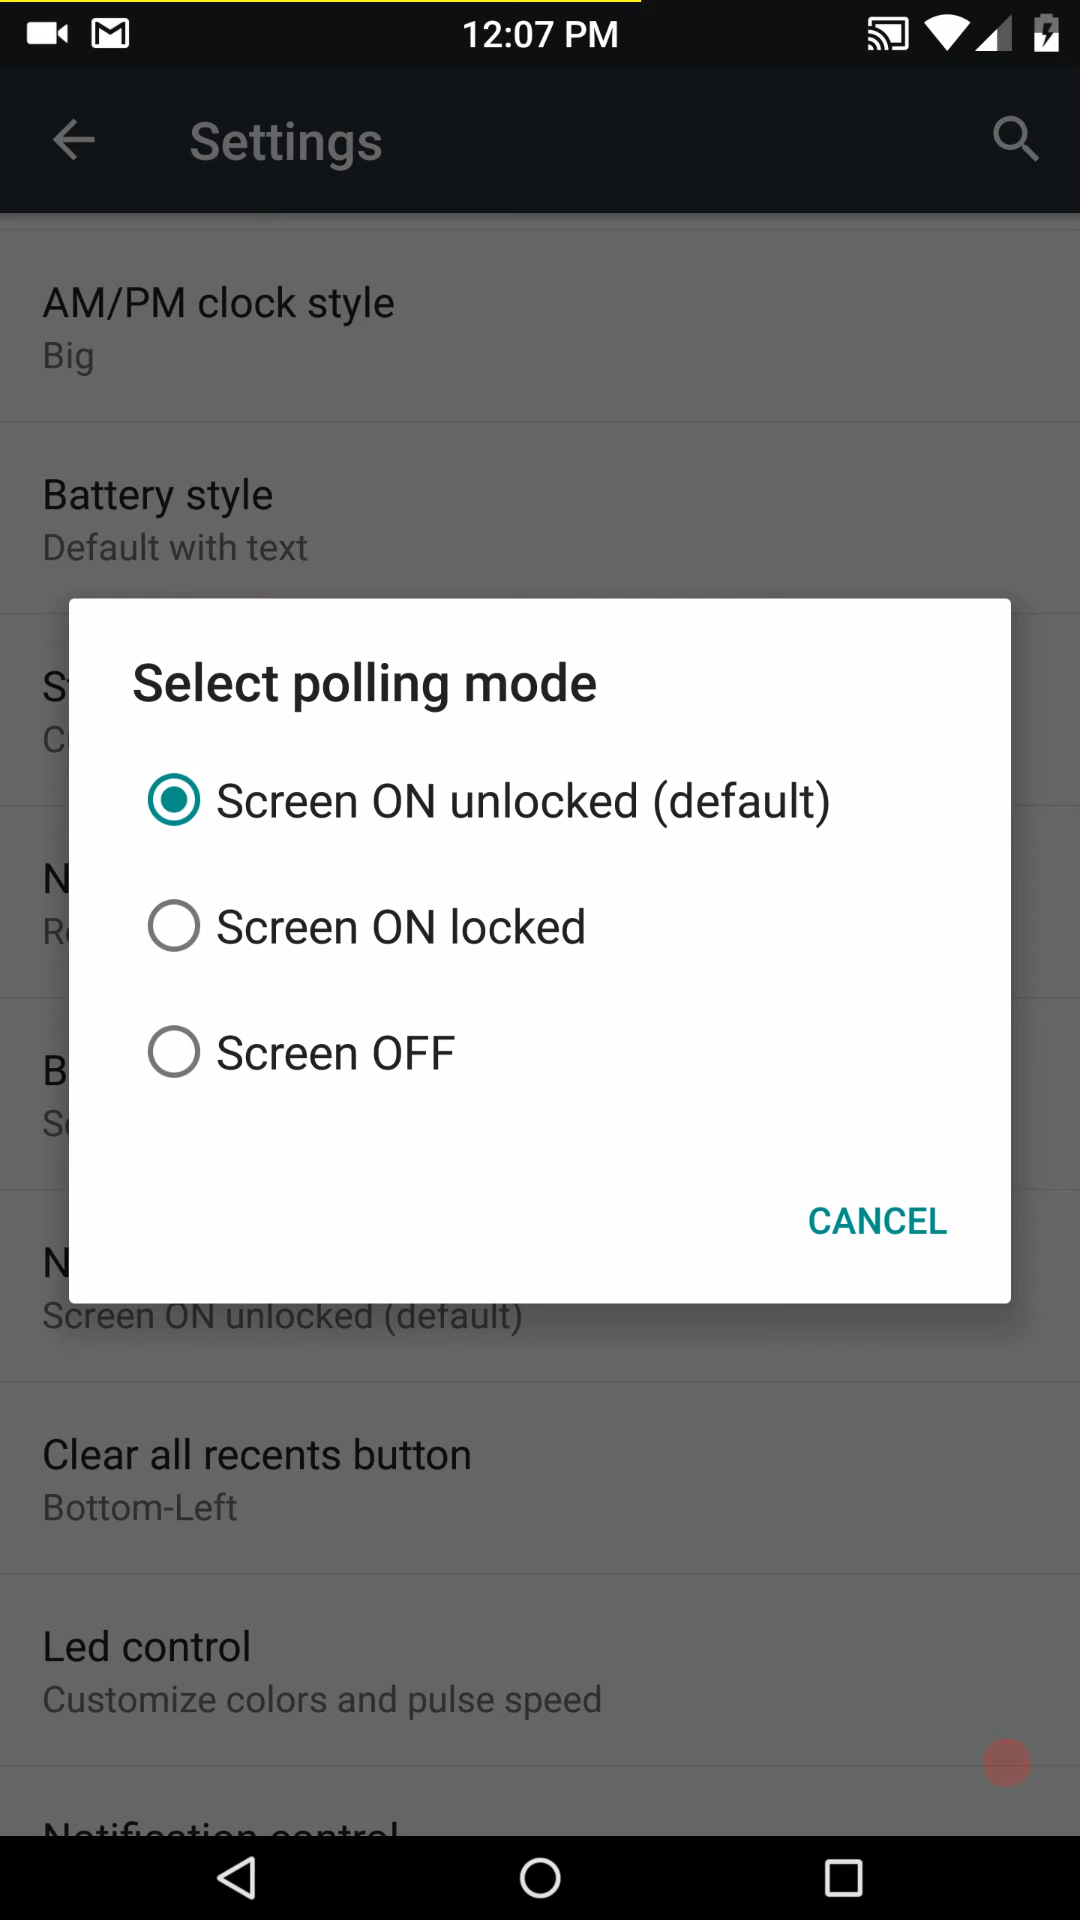 12:07 PM
Settings
AM/PM clock style
Big
Battery style
Default with text
Select polling mode
Screen ON unlocked (default)
Screen ON locked
Screen OFF
CANCEL
Screen ON unlocked (default)
Clear all recents button
Bottom-Left
Led control
Customize colors and pulse speed
Notification control